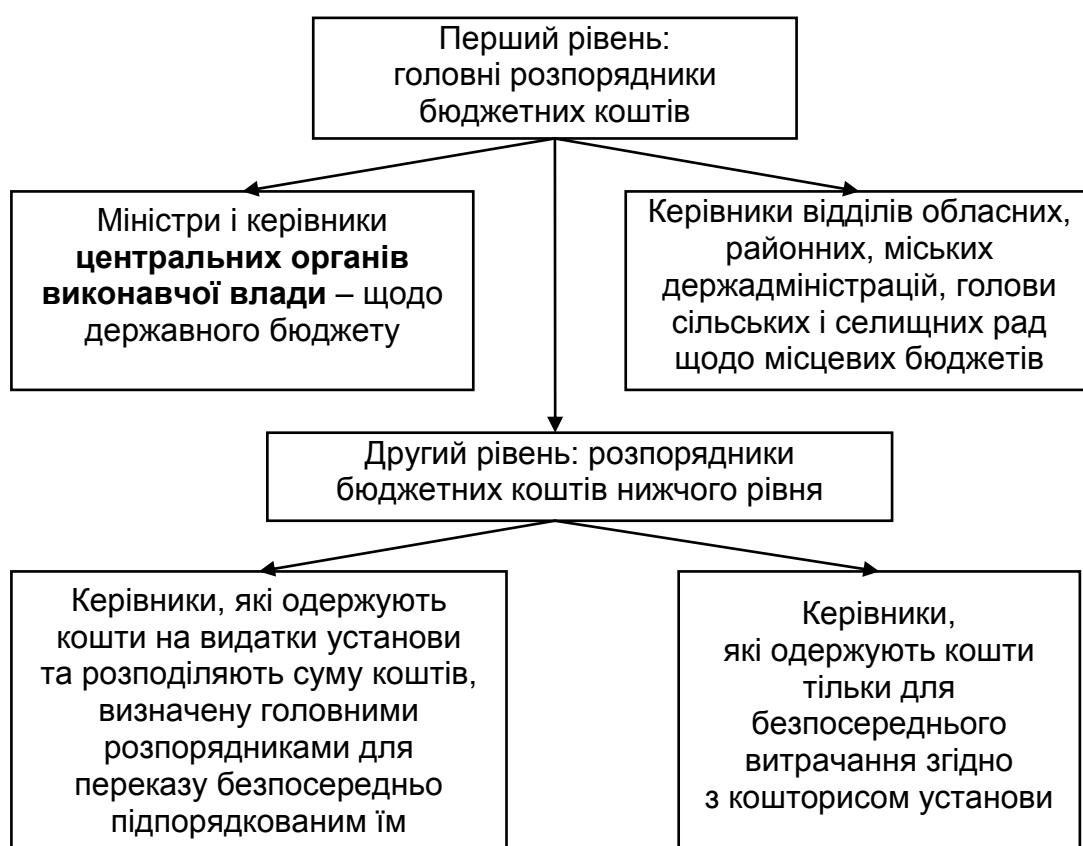 Перший рівень:
головні розпорядники
бюджетних коштів
Міністри і керівники
центральних органів
виконавчої влади – щодо
державного бюджету
Керівники відділів обласних,
районних, міських
держадміністрацій, голови
сільських і селищних рад
щодо місцевих бюджетів
Другий рівень: розпорядники
бюджетних коштів нижчого рівня
Керівники, які одержують
кошти на видатки установи
та розподіляють суму коштів,
визначену головними
розпорядниками для
переказу безпосередньо
підпорядкованим їм
Керівники,
які одержують кошти
тільки для
безпосереднього
витрачання згідно
з кошторисом установи